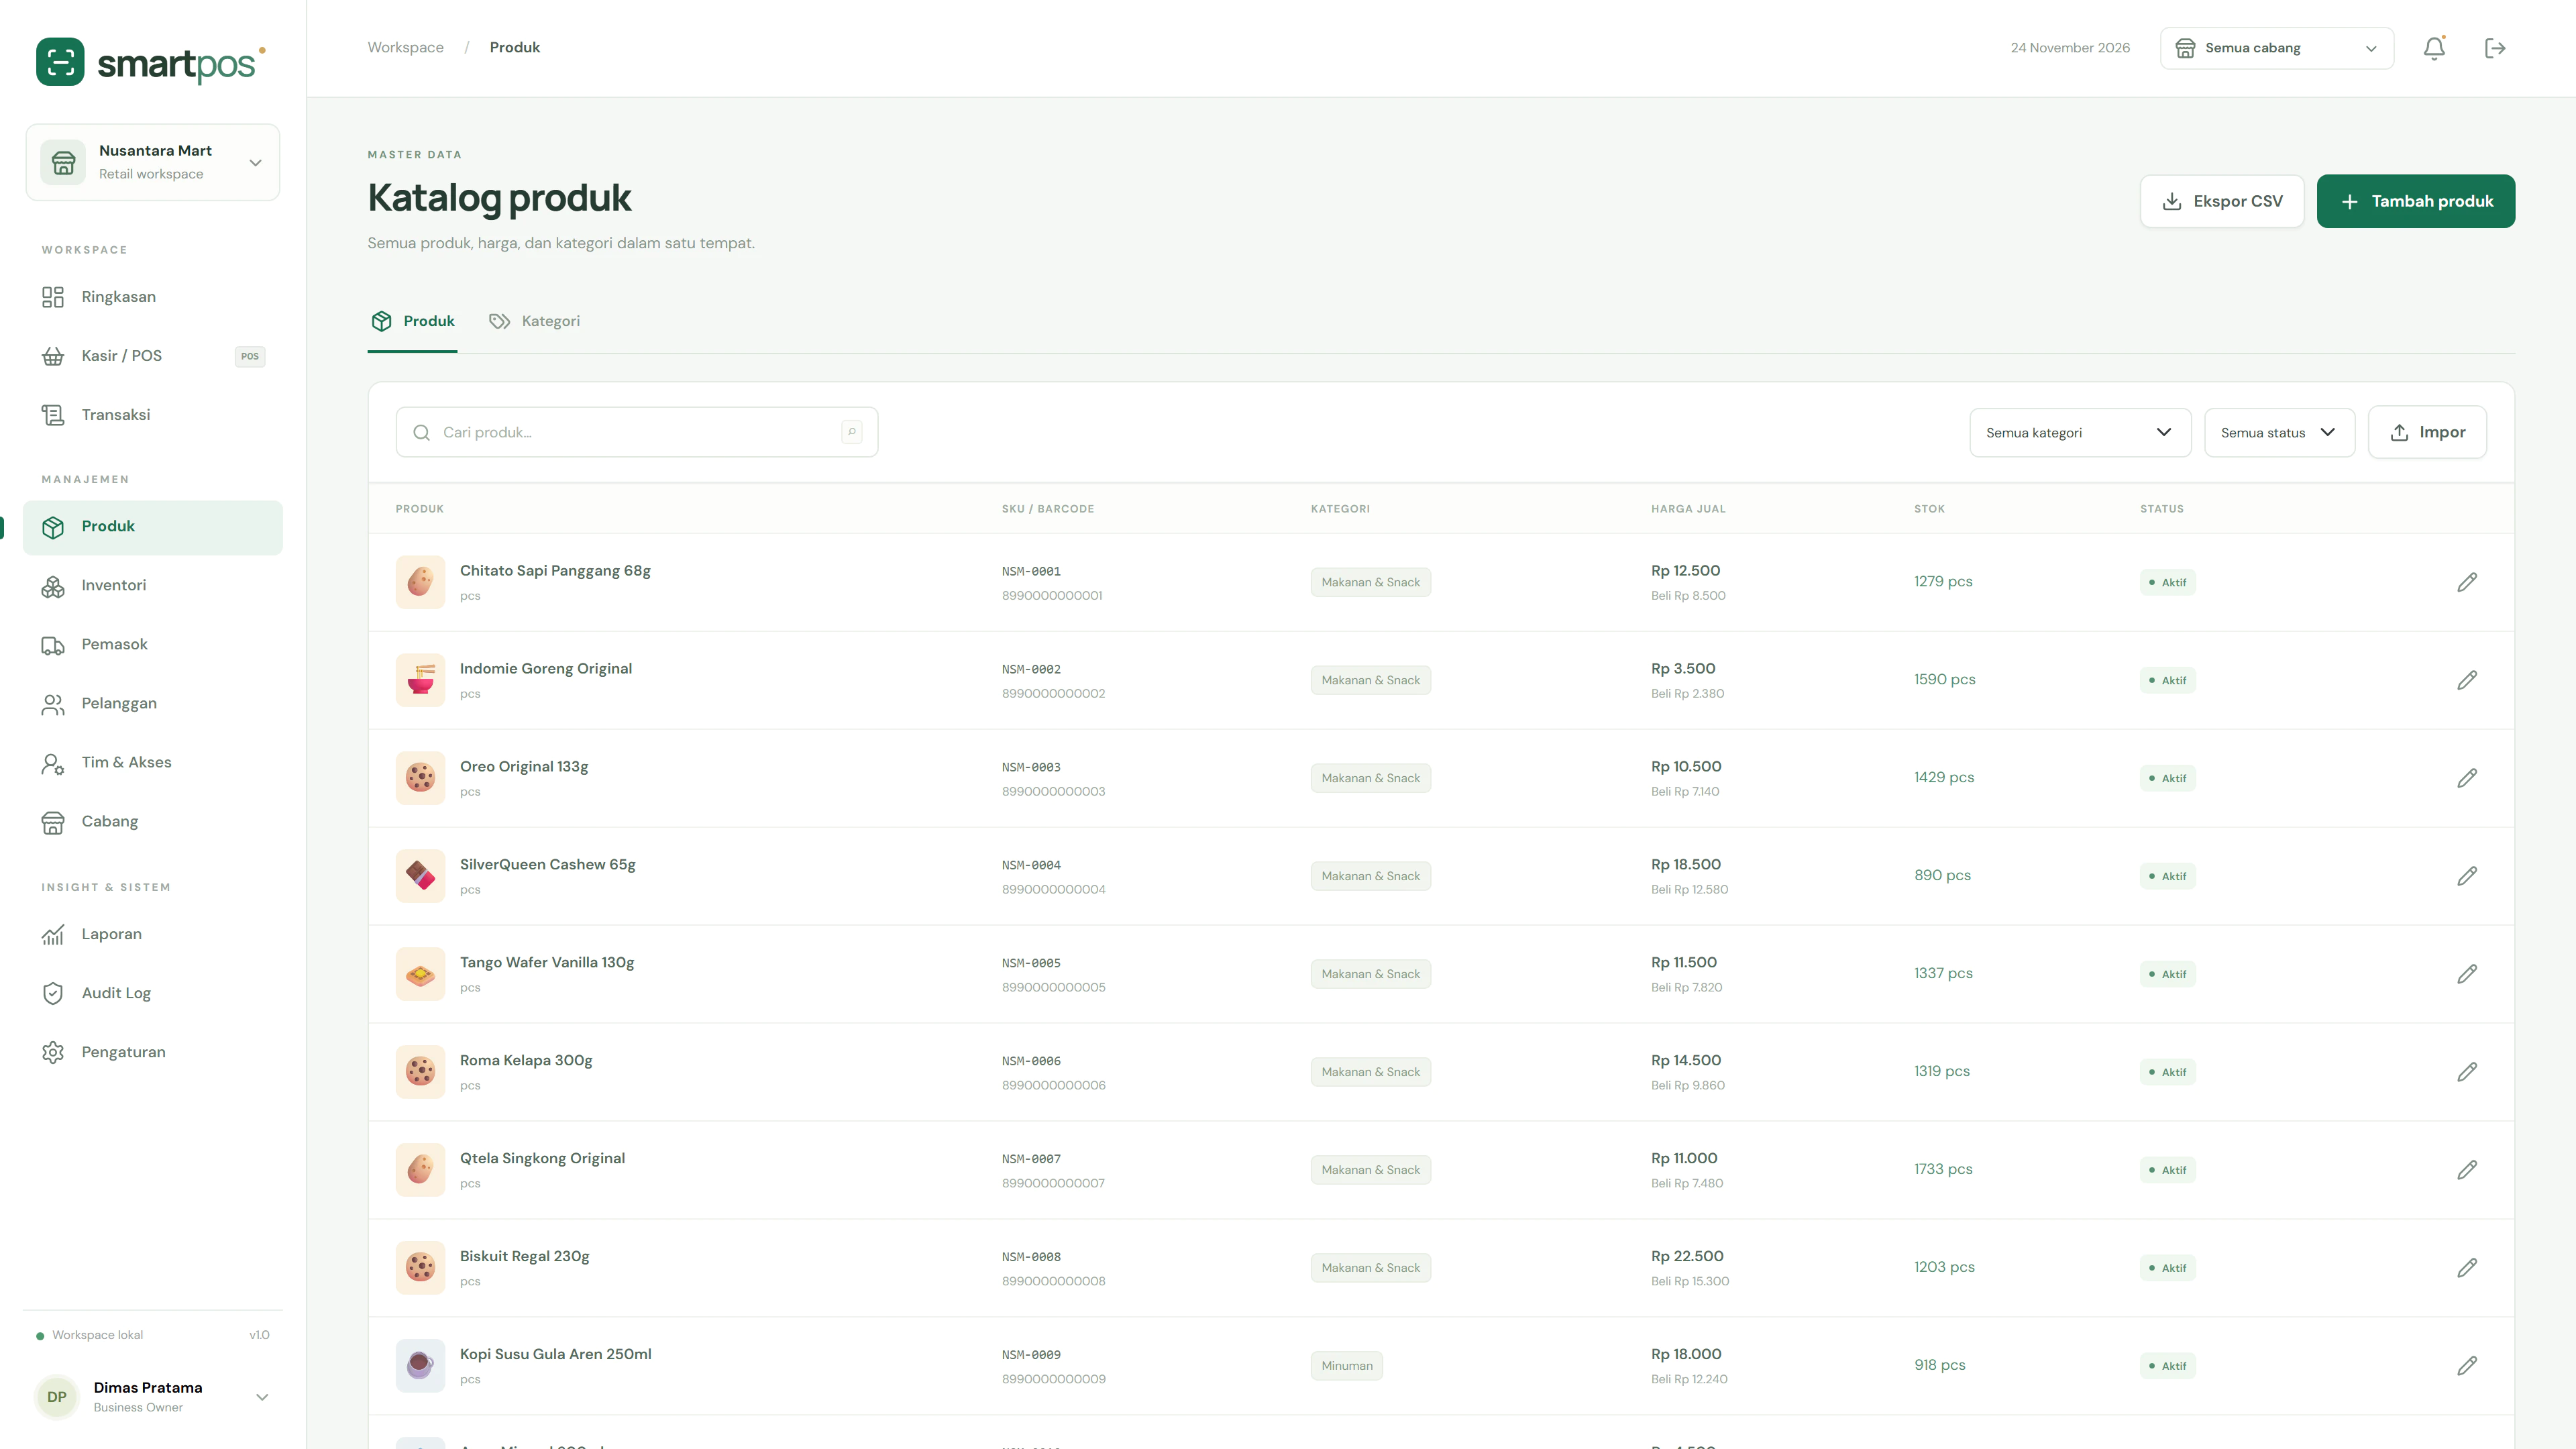 smartpos
Nusantara Mart
Retail workspace
WORKSPACE
Ringkasan
Kasir / POS
POS
Transaksi
MANAJEMEN
Produk
Inventori
Pemasok
Pelanggan
Tim & Akses
Cabang
INSIGHT & SISTEM
Laporan
Audit Log
Pengaturan
Workspace lokal
v1.0
DP
Dimas Pratama
Business Owner
Workspace / Produk
24 November 2026
Semua cabang
MASTER DATA
Katalog produk
Semua produk, harga, dan kategori dalam satu tempat.
Ekspor CSV
Tambah produk
Produk
Kategori
Cari produk...
Semua kategori
Semua status
Impor
PRODUK SKU / BARCODE KATEGORI HARGA JUAL STOK STATUS
Chitato Sapi Panggang 68g
pcs
NSM-0001
8990000000001
Makanan & Snack
Rp 12.500
Beli Rp 8.500
1279 pcs
Aktif
Indomie Goreng Original
pcs
NSM-0002
8990000000002
Makanan & Snack
Rp 3.500
Beli Rp 2.380
1590 pcs
Aktif
Oreo Original 133g
pcs
NSM-0003
8990000000003
Makanan & Snack
Rp 10.500
Beli Rp 7.140
1429 pcs
Aktif
SilverQueen Cashew 65g
pcs
NSM-0004
8990000000004
Makanan & Snack
Rp 18.500
Beli Rp 12.580
890 pcs
Aktif
Tango Wafer Vanilla 130g
pcs
NSM-0005
8990000000005
Makanan & Snack
Rp 11.500
Beli Rp 7.820
1337 pcs
Aktif
Roma Kelapa 300g
pcs
NSM-0006
8990000000006
Makanan & Snack
Rp 14.500
Beli Rp 9.860
1319 pcs
Aktif
Qtela Singkong Original
pcs
NSM-0007
8990000000007
Makanan & Snack
Rp 11.000
Beli Rp 7.480
1733 pcs
Aktif
Biskuit Regal 230g
pcs
NSM-0008
8990000000008
Makanan & Snack
Rp 22.500
Beli Rp 15.300
1203 pcs
Aktif
Kopi Susu Gula Aren 250ml
pcs
NSM-0009
8990000000009
Minuman
Rp 18.000
Beli Rp 12.240
918 pcs
Aktif